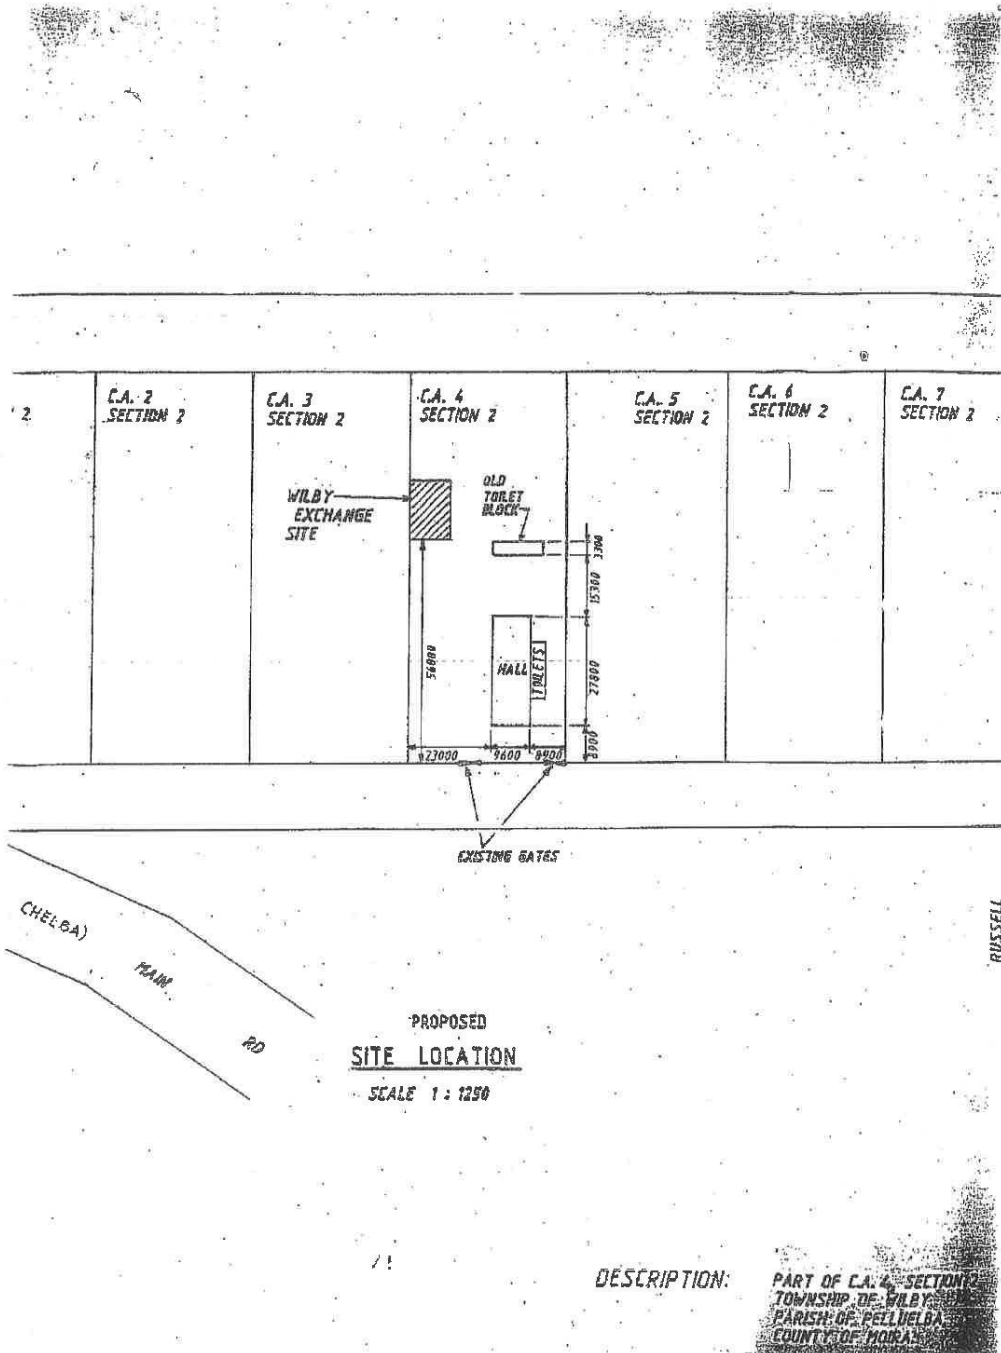 2
C.A. 2
SECTION 2
C.A. 3
SECTION 2
C.A. 4
SECTION 2
C.A. 5
SECTION 2
C.A. 6
SECTION 2
C.A. 7
SECTION 2
WILBY
EXCHANGE
SITE
OLD
TOILET
BLOCK
3300
15300
56000
HALL
TOILETS
27800
8900
23000
9600
8900
EXISTING GATES
CHELBA)
MAIN
RD
RUSSELL
PROPOSED
SITE LOCATION
SCALE 1 : 1250
DESCRIPTION:
PART OF C.A. 4, SECTION 2
TOWNSHIP OF WILBY
PARISH OF PELLUELBA
COUNTY OF MOIRA